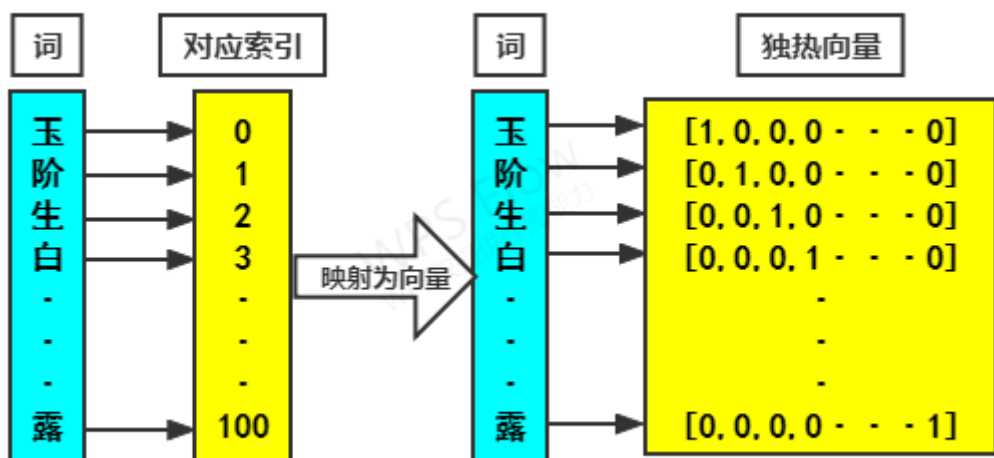 词 对应索引 词 独热向量
玉 0 玉 [1,0,0,0 - - - 0]
阶 1 阶 [0,1,0,0 - - - 0]
生 2 生 [0,0,1,0 - - - 0]
白 3 白 [0,0,0,1 - - - 0]
映射为向量
- - - -
- - - -
- - - -
露 100 露 [0,0,0,0 - - - 1]
WPS Flow